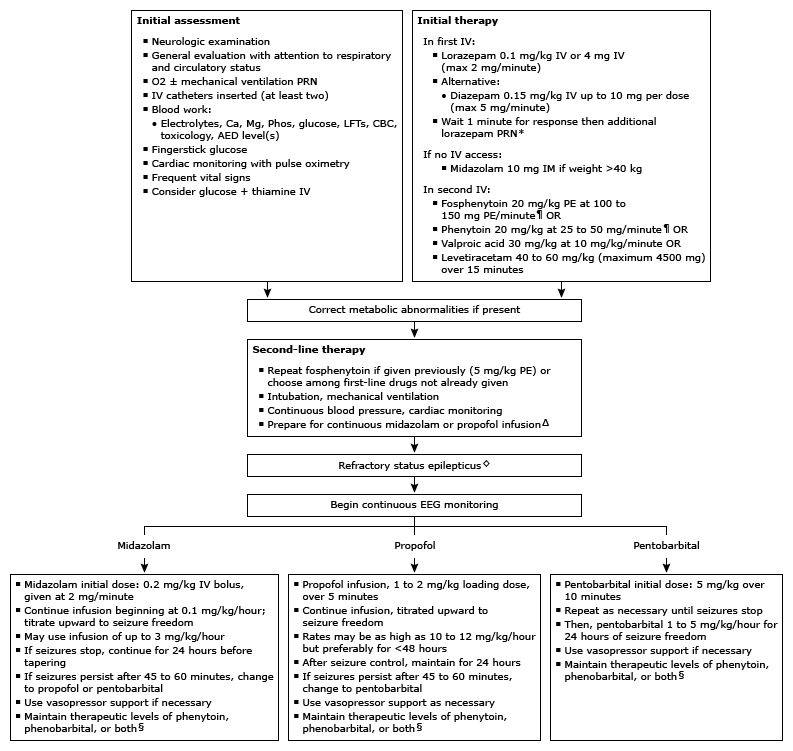 Initial assessment
▪ Neurologic examination
▪ General evaluation with attention to respiratory
and circulatory status
▪ O2 ± mechanical ventilation PRN
▪ IV catheters inserted (at least two)
▪ Blood work:
• Electrolytes, Ca, Mg, Phos, glucose, LFTs, CBC,
toxicology, AED level(s)
▪ Fingerstick glucose
▪ Cardiac monitoring with pulse oximetry
▪ Frequent vital signs
▪ Consider glucose + thiamine IV
Initial therapy
In first IV:
▪ Lorazepam 0.1 mg/kg IV or 4 mg IV
(max 2 mg/minute)
▪ Alternative:
• Diazepam 0.15 mg/kg IV up to 10 mg per dose
(max 5 mg/minute)
▪ Wait 1 minute for response then additional
lorazepam PRN*
If no IV access:
▪ Midazolam 10 mg IM if weight >40 kg
In second IV:
▪ Fosphenytoin 20 mg/kg PE at 100 to
150 mg PE/minute¶ OR
▪ Phenytoin 20 mg/kg at 25 to 50 mg/minute¶ OR
▪ Valproic acid 30 mg/kg at 10 mg/kg/minute OR
▪ Levetiracetam 40 to 60 mg/kg (maximum 4500 mg)
over 15 minutes
Correct metabolic abnormalities if present
Second-line therapy
▪ Repeat fosphenytoin if given previously (5 mg/kg PE) or
choose among first-line drugs not already given
▪ Intubation, mechanical ventilation
▪ Continuous blood pressure, cardiac monitoring
▪ Prepare for continuous midazolam or propofol infusionΔ
Refractory status epilepticus◇
Begin continuous EEG monitoring
Midazolam
▪ Midazolam initial dose: 0.2 mg/kg IV bolus,
given at 2 mg/minute
▪ Continue infusion beginning at 0.1 mg/kg/hour;
titrate upward to seizure freedom
▪ May use infusion of up to 3 mg/kg/hour
▪ If seizures stop, continue for 24 hours before
tapering
▪ If seizures persist after 45 to 60 minutes, change
to propofol or pentobarbital
▪ Use vasopressor support if necessary
▪ Maintain therapeutic levels of phenytoin,
phenobarbital, or both§
Propofol
▪ Propofol infusion, 1 to 2 mg/kg loading dose,
over 5 minutes
▪ Continue infusion, titrated upward to
seizure freedom
▪ Rates may be as high as 10 to 12 mg/kg/hour
but preferably for <48 hours
▪ After seizure control, maintain for 24 hours
▪ If seizures persist after 45 to 60 minutes,
change to pentobarbital
▪ Use vasopressor support as necessary
▪ Maintain therapeutic levels of phenytoin,
phenobarbital, or both§
Pentobarbital
▪ Pentobarbital initial dose: 5 mg/kg over
10 minutes
▪ Repeat as necessary until seizures stop
▪ Then, pentobarbital 1 to 5 mg/kg/hour for
24 hours of seizure freedom
▪ Use vasopressor support if necessary
▪ Maintain therapeutic levels of phenytoin,
phenobarbital, or both§